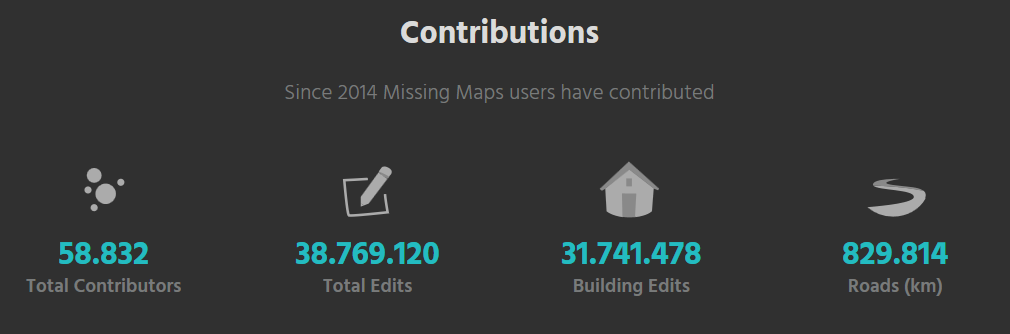 Contributions
Since 2014 Missing Maps users have contributed
58.832
Total Contributors
38.769.120
Total Edits
31.741.478
Building Edits
829.814
Roads (km)